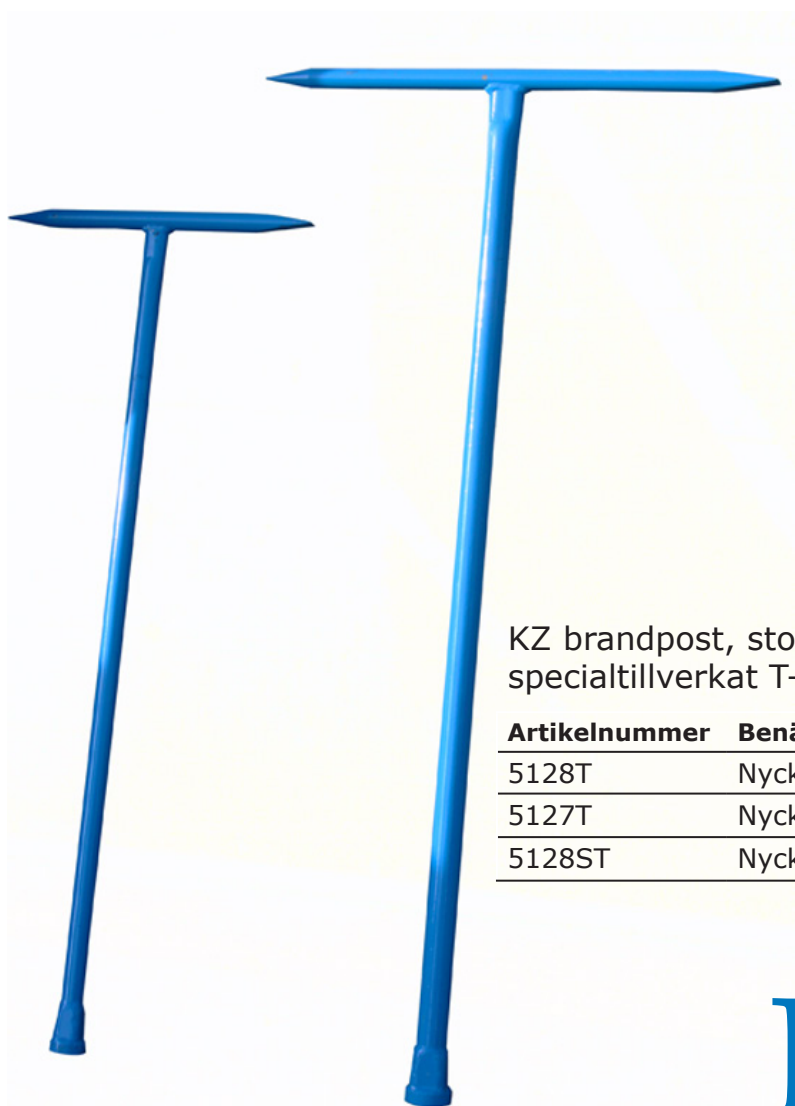 KZ brandpost, sto
specialtillverkat T-
Artikelnummer Benä
5128T Nyck
5127T Nyck
5128ST Nyck